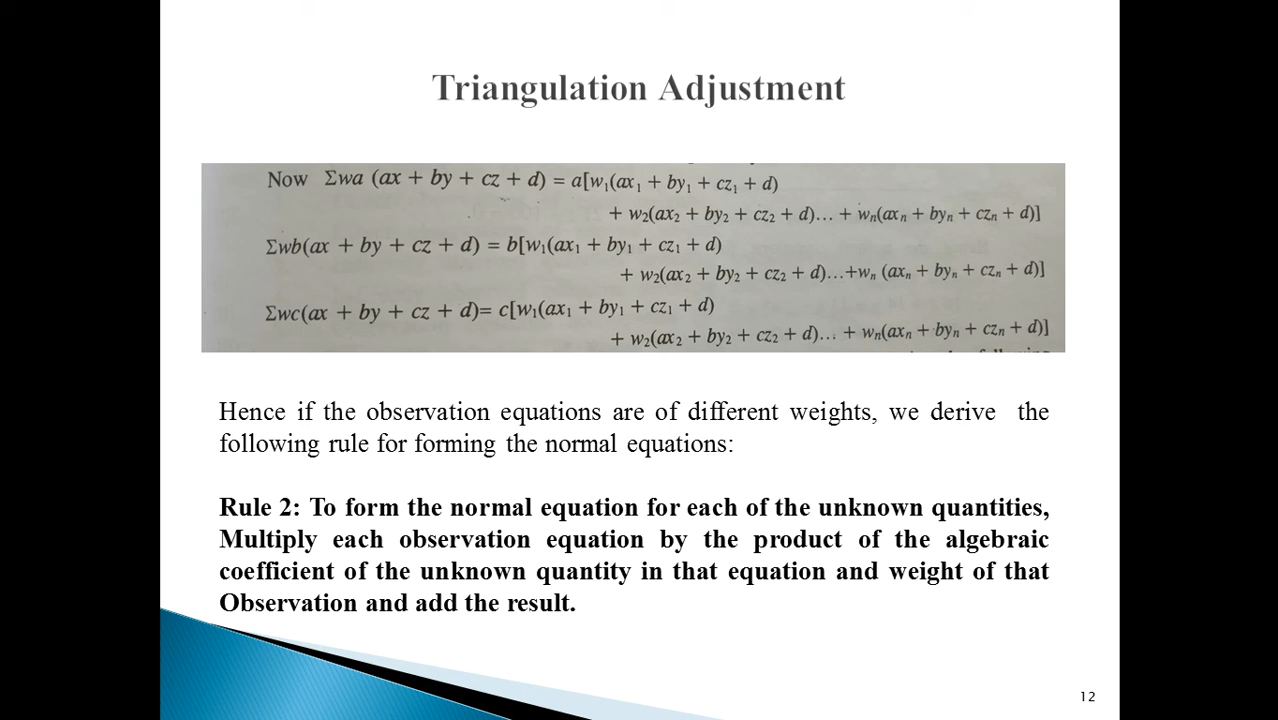 Triangulation Adjustment
Now Σwa (ax + by + cz + d) = a[w₁(ax₁ + by₁ + cz₁ + d)
+ w₂(ax₂ + by₂ + cz₂ + d)... + wₙ(axₙ + byₙ + czₙ + d)]
Σwb(ax + by + cz + d) = b[w₁(ax₁ + by₁ + cz₁ + d)
+ w₂(ax₂ + by₂ + cz₂ + d)...+wₙ (axₙ + byₙ + czₙ + d)]
Σwc(ax + by + cz + d)= c[w₁(ax₁ + by₁ + cz₁ + d)
+ w₂(ax₂ + by₂ + cz₂ + d)... + wₙ(axₙ + byₙ + czₙ + d)]
Hence if the observation equations are of different weights, we derive the
following rule for forming the normal equations:
Rule 2: To form the normal equation for each of the unknown quantities,
Multiply each observation equation by the product of the algebraic
coefficient of the unknown quantity in that equation and weight of that
Observation and add the result.
12